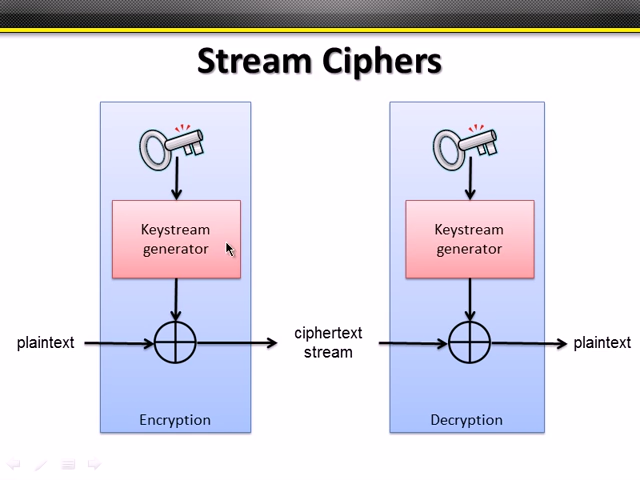 Stream Ciphers
Keystream
generator
Keystream
generator
plaintext
ciphertext
stream
plaintext
Encryption
Decryption